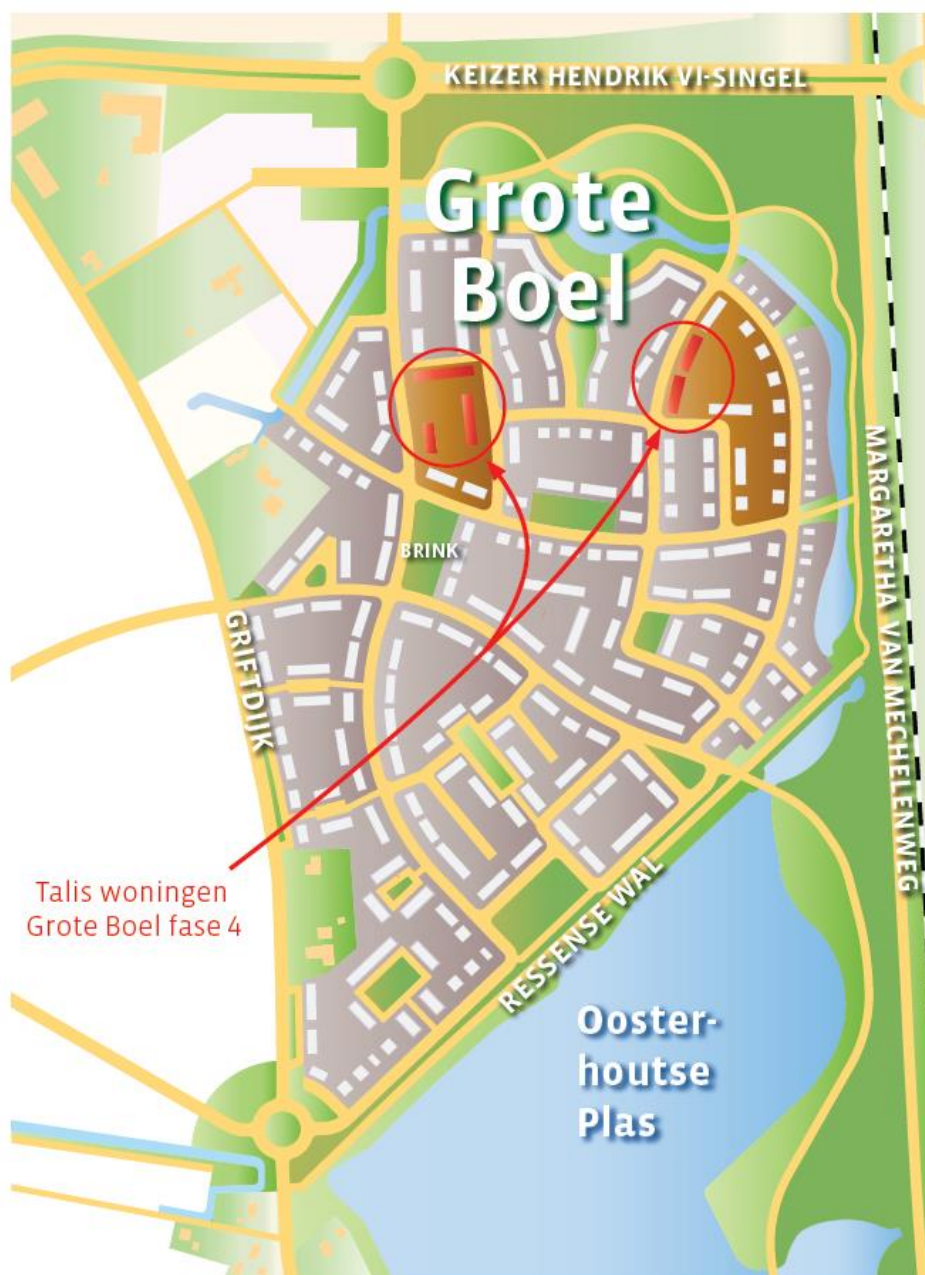 KEIZER HENDRIK VI-SINGEL
Grote
Boel
BRINK
MARGARETHA VAN MECHELENWEG
GRIFTDIJK
Talis woningen
Grote Boel fase 4
RESSENSE WAL
Ooster-
houtse
Plas